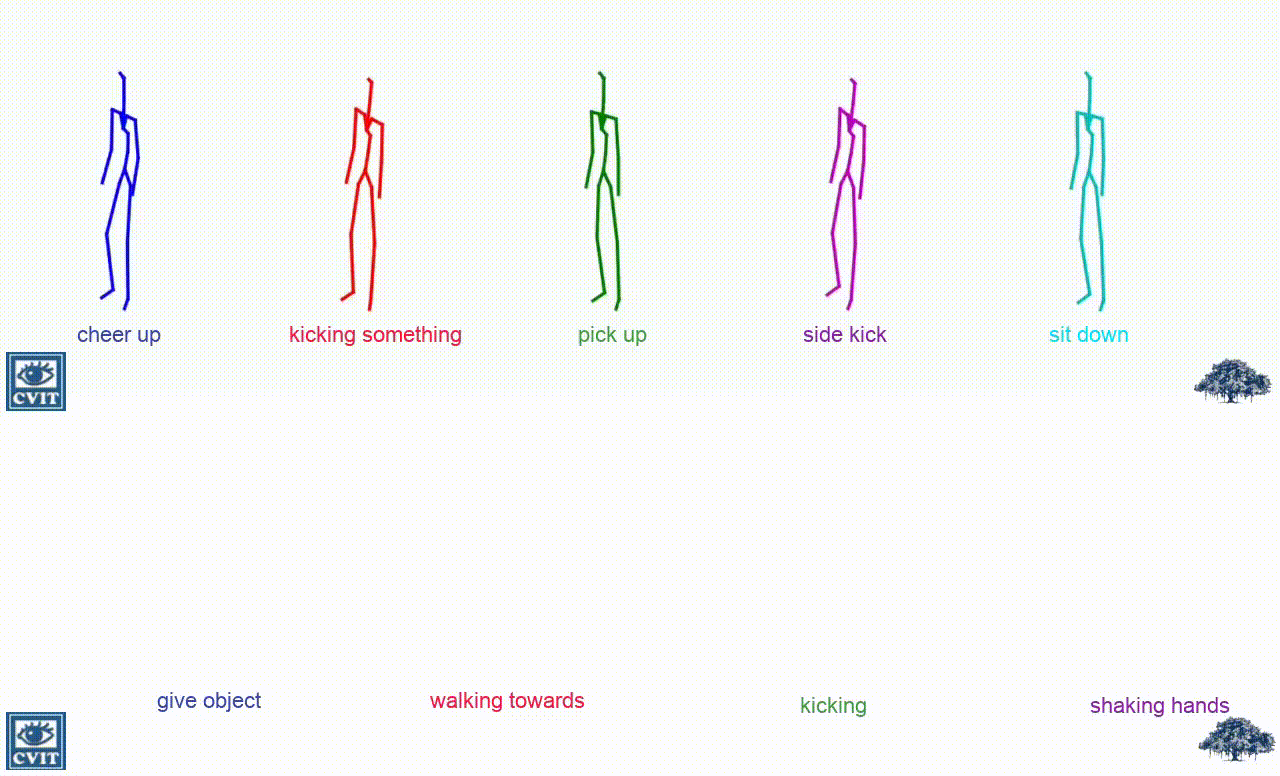 cheer up
kicking something
pick up
side kick
sit down
CVIT
give object
walking towards
kicking
shaking hands
CVIT